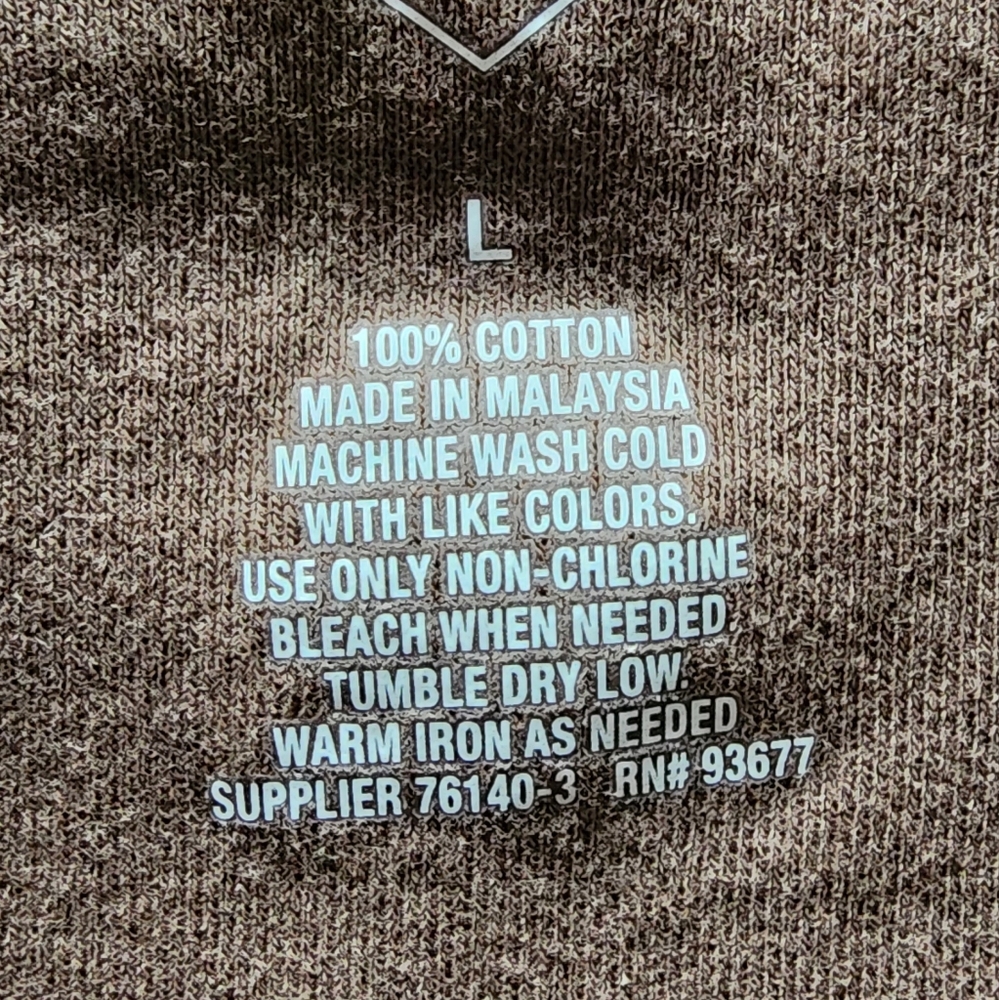 L
100% COTTON
MADE IN MALAYSIA
MACHINE WASH COLD
WITH LIKE COLORS.
USE ONLY NON-CHLORINE
BLEACH WHEN NEEDED.
TUMBLE DRY LOW.
WARM IRON AS NEEDED
SUPPLIER 76140-3 RN# 93677